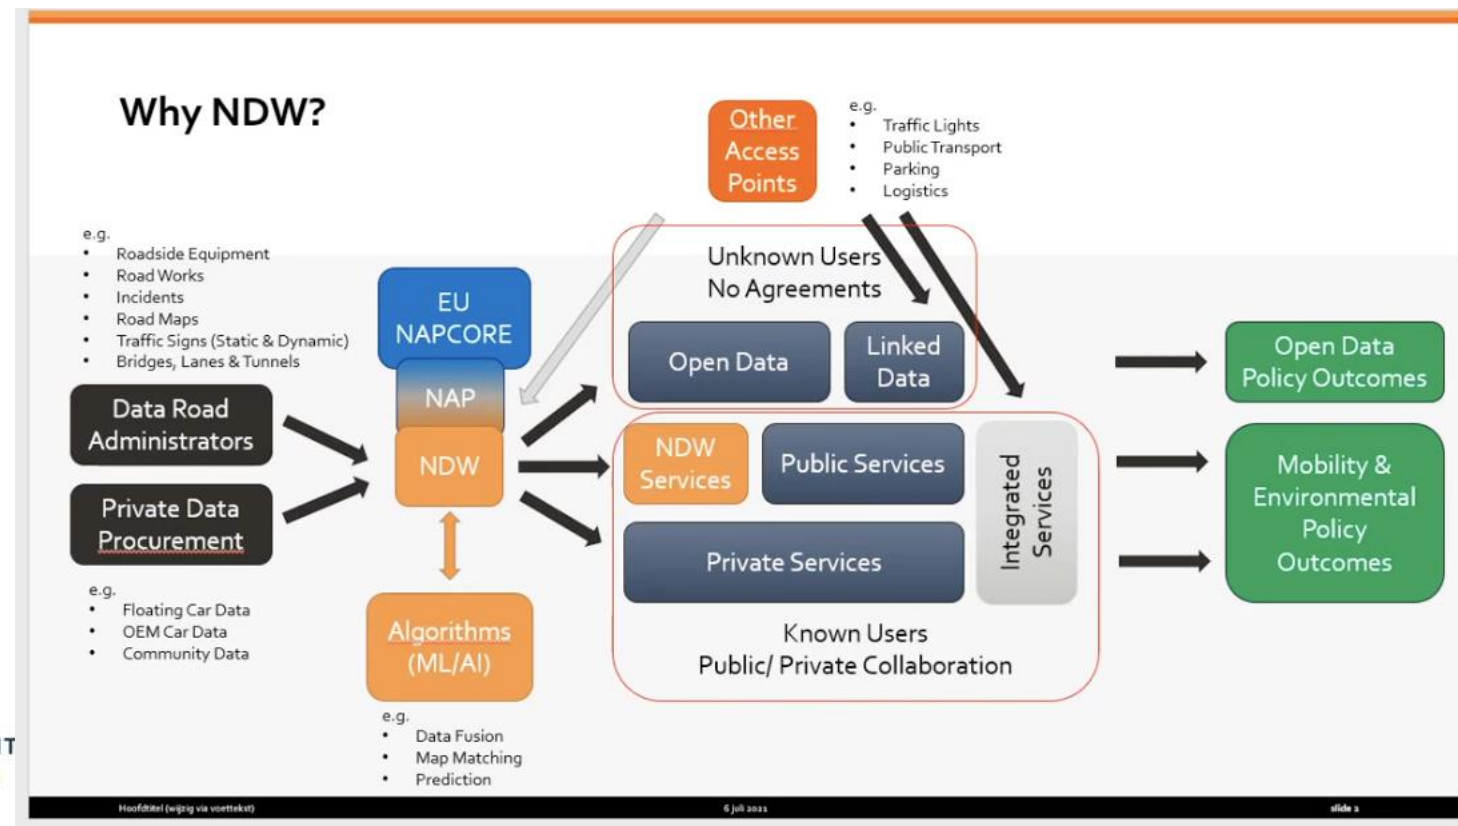 Why NDW?
Other
Access
Points
e.g.
• Traffic Lights
• Public Transport
• Parking
• Logistics
e.g.
• Roadside Equipment
• Road Works
• Incidents
• Road Maps
• Traffic Signs (Static & Dynamic)
• Bridges, Lanes & Tunnels
Data Road
Administrators
Private Data
Procurement
e.g.
• Floating Car Data
• OEM Car Data
• Community Data
EU
NAPCORE
NAP
NDW
Algorithms
(ML/AI)
e.g.
• Data Fusion
• Map Matching
• Prediction
Unknown Users
No Agreements
Open Data
Linked
Data
NDW
Services
Public Services
Private Services
Integrated
Services
Known Users
Public/ Private Collaboration
Open Data
Policy Outcomes
Mobility &
Environmental
Policy
Outcomes
IT
Hoofdtitel (wijzig via voettekst)
6 juli 2021
slide 2